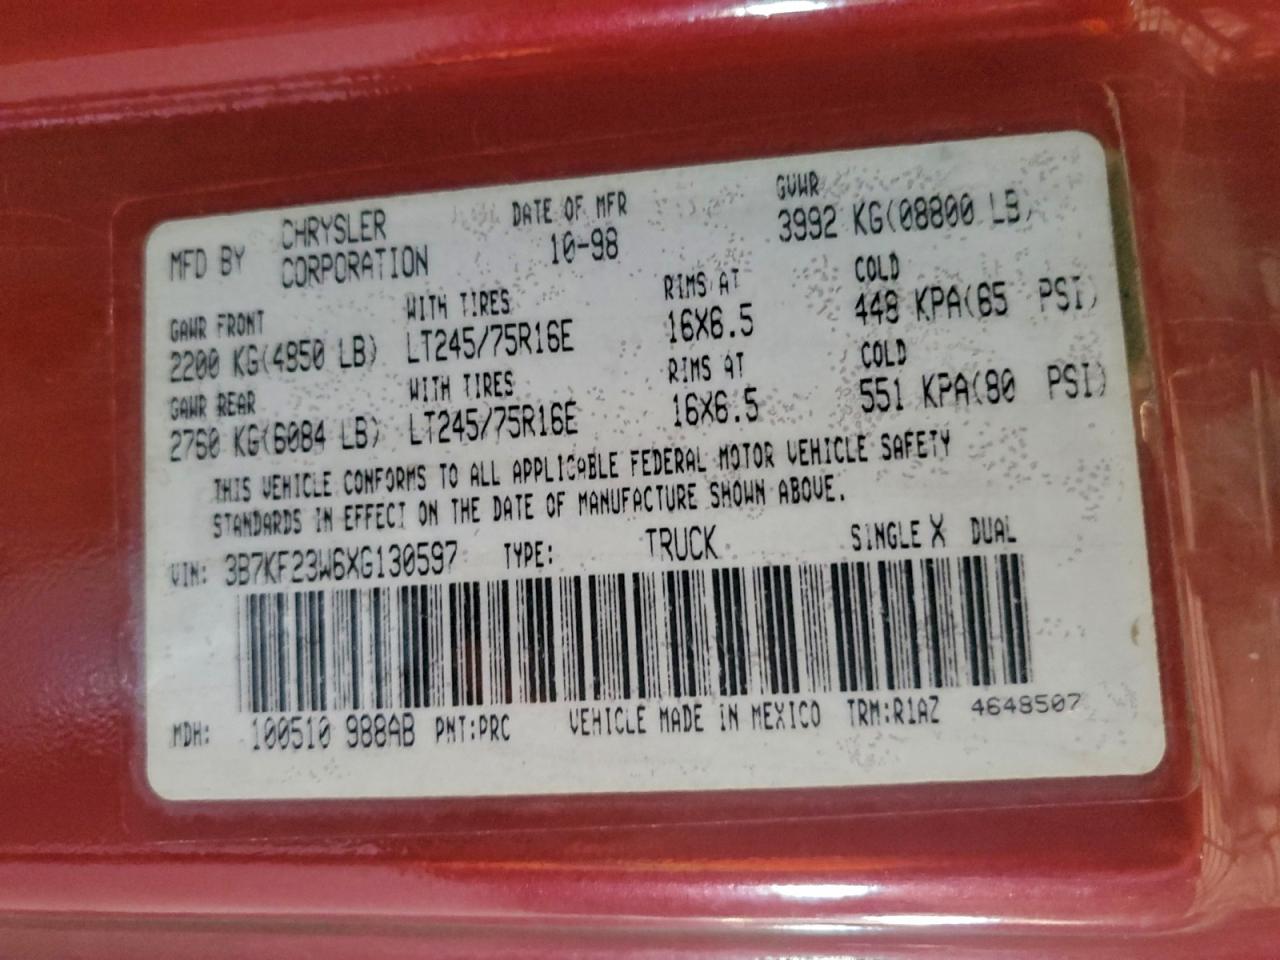 MFD BY CHRYSLER CORPORATION DATE OF MFR 10-98 GVWR 3992 KG(08800 LB)
GAWR FRONT WITH TIRES RIMS AT COLD
2200 KG(4850 LB) LT245/75R16E 16X6.5 448 KPA(65 PSI)
GAWR REAR WITH TIRES RIMS AT COLD
2760 KG(6084 LB) LT245/75R16E 16X6.5 551 KPA(80 PSI)
THIS VEHICLE CONFORMS TO ALL APPLICABLE FEDERAL MOTOR VEHICLE SAFETY
STANDARDS IN EFFECT ON THE DATE OF MANUFACTURE SHOWN ABOVE.
VIN: 3B7KF23W6XG130597 TYPE: TRUCK SINGLE X DUAL
MDH: 100510 988AB PNT:PRC VEHICLE MADE IN MEXICO TRM:R1AZ 4648507